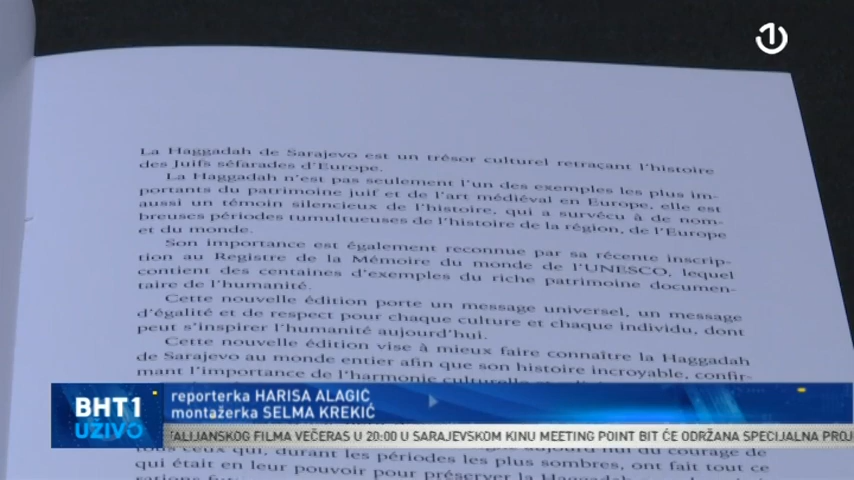 La Haggadah de Sarajevo est un trésor culturel retraçant l'histoire
des Juifs séfarades d'Europe.
La Haggadah n'est pas seulement l'un des exemples les plus im-
portants du patrimoine juif et de l'art médiéval en Europe, elle est
aussi un témoin silencieux de l'histoire, qui a survécu à de nom-
breuses périodes tumultueuses de l'histoire de la région, de l'Europe
et du monde.
Son importance est également reconnue par sa récente inscrip-
tion au Registre de la Mémoire du monde de l'UNESCO, lequel
contient des centaines d'exemples du riche patrimoine documen-
taire de l'humanité.
Cette nouvelle édition porte un message universel, un message
d'égalité et de respect pour chaque culture et chaque individu, dont
peut s'inspirer l'humanité aujourd'hui.
Cette nouvelle édition vise à mieux faire connaître la Haggadah
de Sarajevo au monde entier afin que son histoire incroyable, confir-
mant l'importance de l'harmonie culturelle
reporterka HARISA ALAGIĆ
montažerka SELMA KREKIĆ
BHT1
UŽIVO
TALIJANSKOG FILMA VEČERAS U 20:00 U SARAJEVSKOM KINU MEETING POINT BIT ĆE ODRŽANA SPECIJALNA PROJ
tous ceux qui, durant les périodes les plus sombres, ont fait tout ce
qui était en leur pouvoir pour préserver la Haggadah